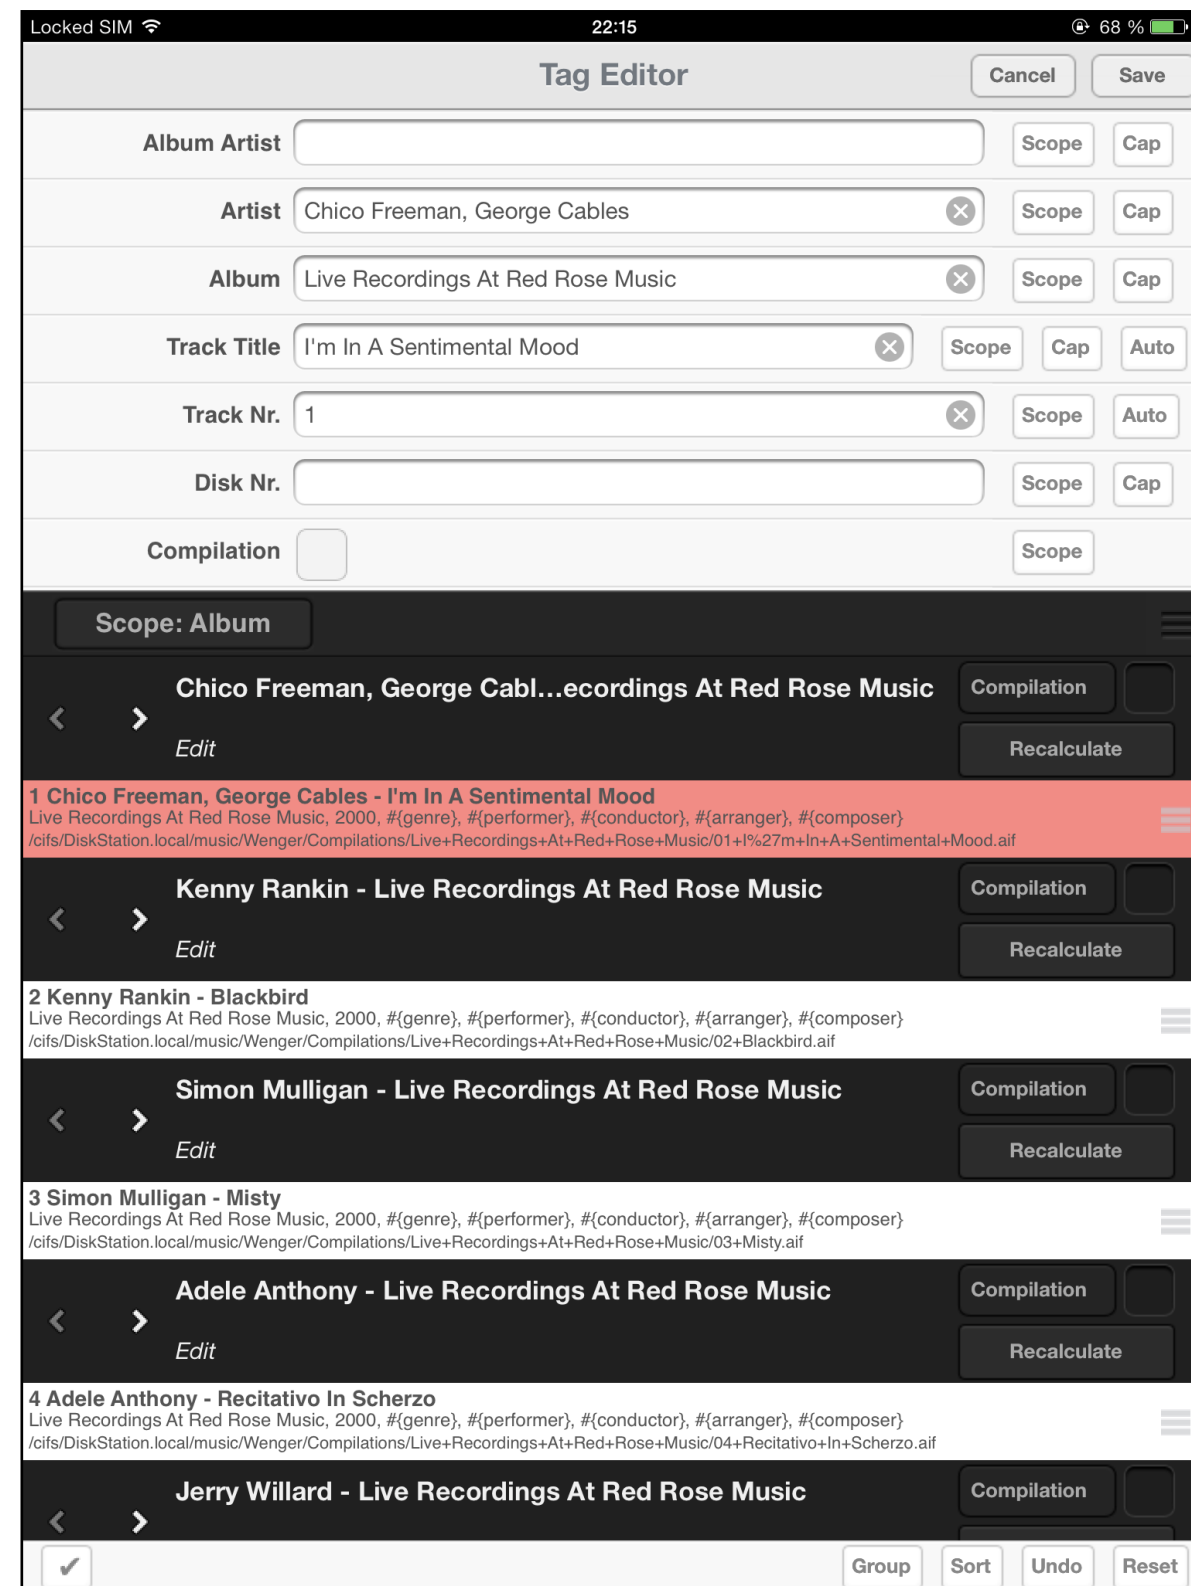 Locked SIM 22:15 68 %
Tag Editor Cancel Save
Album Artist Scope Cap
Artist Chico Freeman, George Cables Scope Cap
Album Live Recordings At Red Rose Music Scope Cap
Track Title I'm In A Sentimental Mood Scope Cap Auto
Track Nr. 1 Scope Auto
Disk Nr. Scope Cap
Compilation Scope
Scope: Album
Chico Freeman, George Cabl...ecordings At Red Rose Music Compilation
Edit Recalculate
1 Chico Freeman, George Cables - I'm In A Sentimental Mood
Live Recordings At Red Rose Music, 2000, #{genre}, #{performer}, #{conductor}, #{arranger}, #{composer}
/cifs/DiskStation.local/music/Wenger/Compilations/Live+Recordings+At+Red+Rose+Music/01+I%27m+In+A+Sentimental+Mood.aif
Kenny Rankin - Live Recordings At Red Rose Music Compilation
Edit Recalculate
2 Kenny Rankin - Blackbird
Live Recordings At Red Rose Music, 2000, #{genre}, #{performer}, #{conductor}, #{arranger}, #{composer}
/cifs/DiskStation.local/music/Wenger/Compilations/Live+Recordings+At+Red+Rose+Music/02+Blackbird.aif
Simon Mulligan - Live Recordings At Red Rose Music Compilation
Edit Recalculate
3 Simon Mulligan - Misty
Live Recordings At Red Rose Music, 2000, #{genre}, #{performer}, #{conductor}, #{arranger}, #{composer}
/cifs/DiskStation.local/music/Wenger/Compilations/Live+Recordings+At+Red+Rose+Music/03+Misty.aif
Adele Anthony - Live Recordings At Red Rose Music Compilation
Edit Recalculate
4 Adele Anthony - Recitativo In Scherzo
Live Recordings At Red Rose Music, 2000, #{genre}, #{performer}, #{conductor}, #{arranger}, #{composer}
/cifs/DiskStation.local/music/Wenger/Compilations/Live+Recordings+At+Red+Rose+Music/04+Recitativo+In+Scherzo.aif
Jerry Willard - Live Recordings At Red Rose Music Compilation
Group Sort Undo Reset